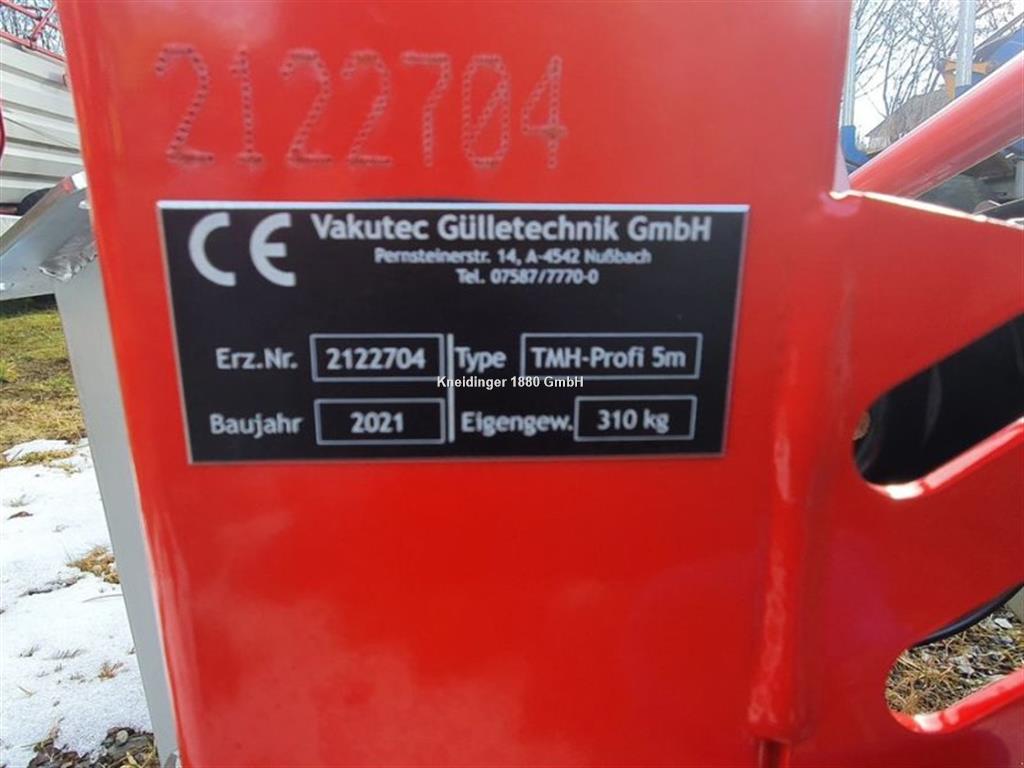 2122704
CE Vakutec Gülletechnik GmbH
Pernsteinerstr. 14, A-4542 Nußbach
Tel. 07587/7770-0
Erz.Nr. 2122704 Type TMH-Profi 5m
Kneidinger 1880 GmbH
Baujahr 2021 Eigengew. 310 kg